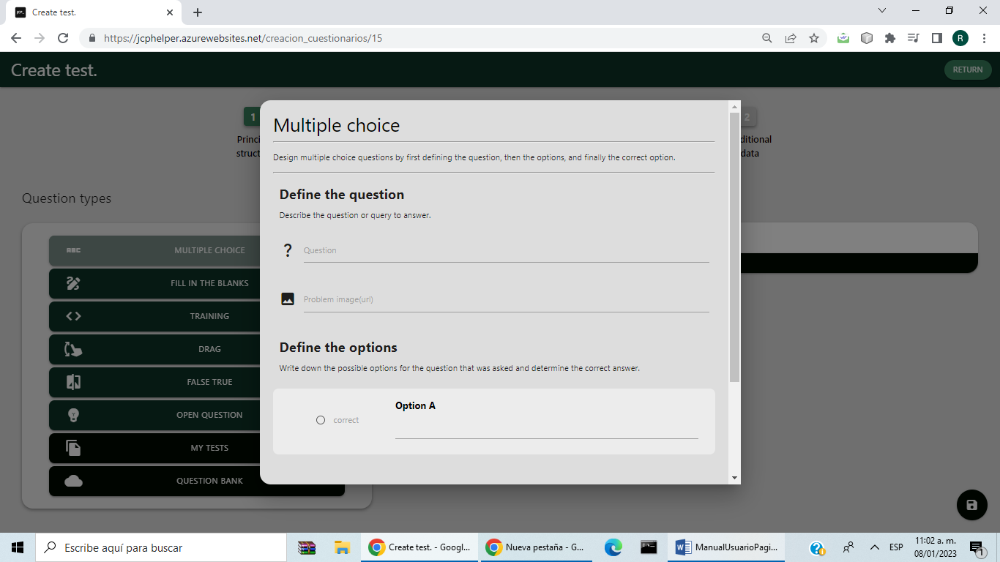 Create test.
https://jcphelper.azurewebsites.net/creacion_cuestionarios/15
R
Create test.
RETURN
1
Princi
struct
2
ditional
data
Question types
ABC
MULTIPLE CHOICE
FILL IN THE BLANKS
TRAINING
DRAG
FALSE TRUE
OPEN QUESTION
MY TESTS
QUESTION BANK
Multiple choice
Design multiple choice questions by first defining the question, then the options, and finally the correct option.
Define the question
Describe the question or query to answer.
? Question
Problem image(url)
Define the options
Write down the possible options for the question that was asked and determine the correct answer.
Option A
correct
Escribe aquí para buscar
Create test. - Googl...
Nueva pestaña - G...
ManualUsuarioPagi...
ESP
11:02 a. m.
08/01/2023
1